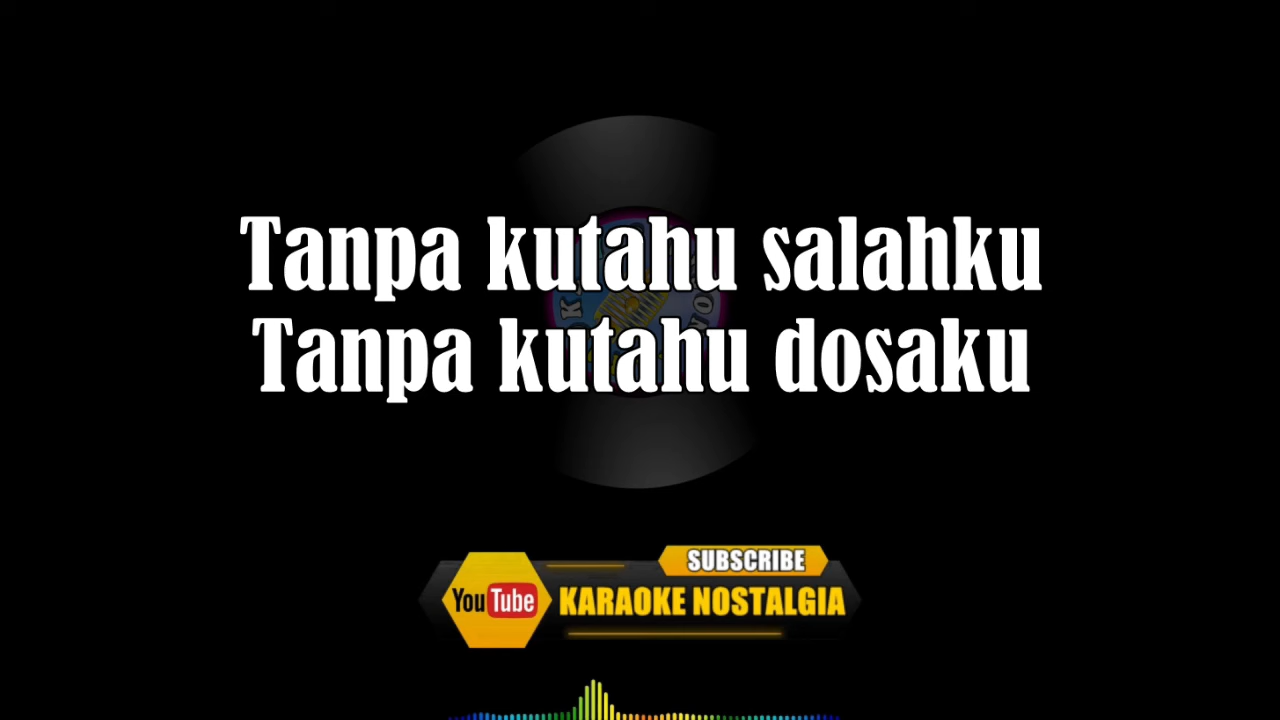 Tanpa kutahu salahku
Tanpa kutahu dosaku
SUBSCRIBE
YouTube
KARAOKE NOSTALGIA